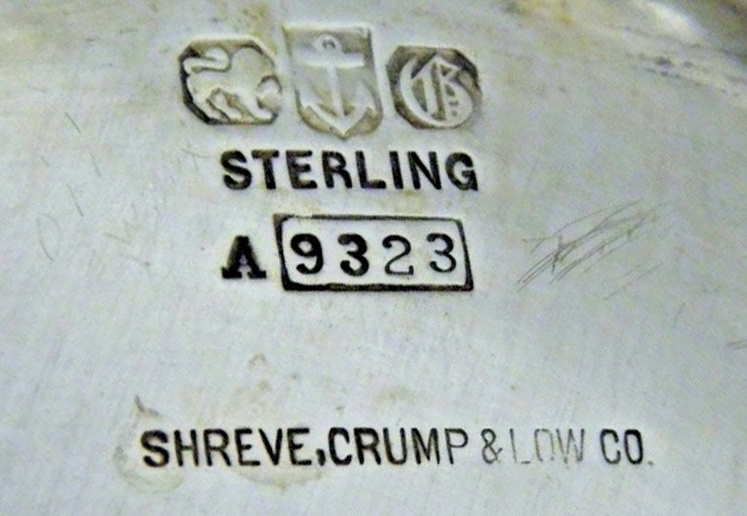 G
STERLING
A 9323
SHREVE, CRUMP & LOW CO.